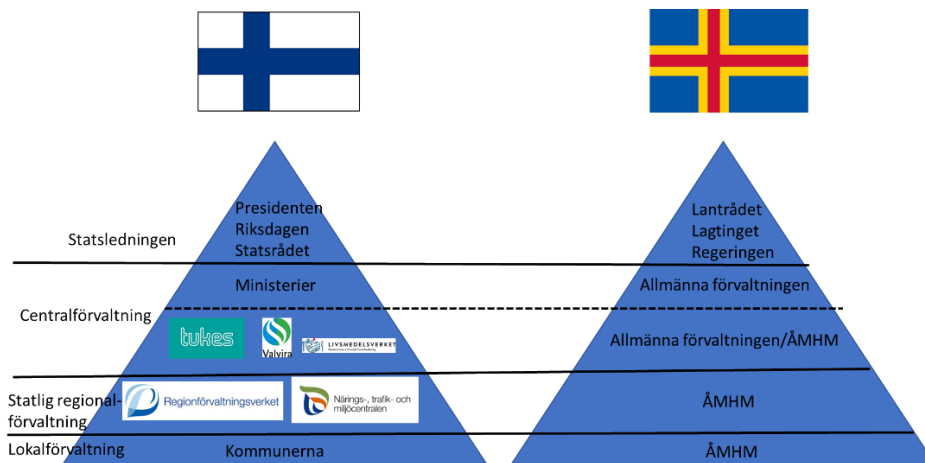 Presidenten
Riksdagen
Statsrådet
Lantrådet
Lagtinget
Regeringen
Statsledningen
Ministerier
Allmänna förvaltningen
Centralförvaltning
tukes
Valvira
LIVSMEDELSVERKET
Allmänna förvaltningen/ÅMHM
Statlig regional-
förvaltning
Regionförvaltningsverket
Närings-, trafik- och
miljöcentralen
ÅMHM
Lokalförvaltning
Kommunerna
ÅMHM